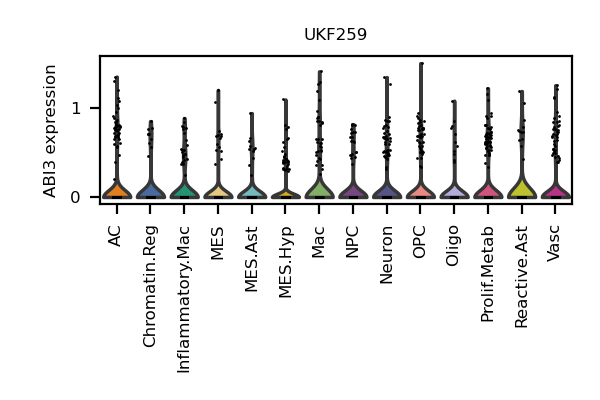 UKF259
ABI3 expression
1
0
AC
Chromatin.Reg
Inflammatory.Mac
MES
MES.Ast
MES.Hyp
Mac
NPC
Neuron
OPC
Oligo
Prolif.Metab
Reactive.Ast
Vasc